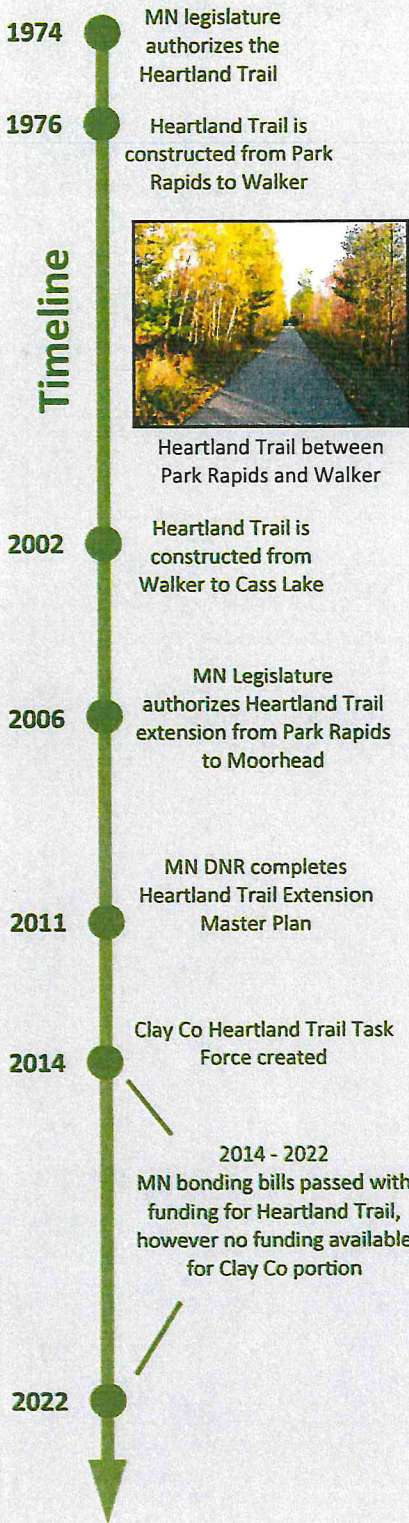 1974
MN legislature
authorizes the
Heartland Trail
1976
Heartland Trail is
constructed from Park
Rapids to Walker
Timeline
Heartland Trail between
Park Rapids and Walker
2002
Heartland Trail is
constructed from
Walker to Cass Lake
2006
MN Legislature
authorizes Heartland Trail
extension from Park Rapids
to Moorhead
2011
MN DNR completes
Heartland Trail Extension
Master Plan
2014
Clay Co Heartland Trail Task
Force created
2014 - 2022
MN bonding bills passed with
funding for Heartland Trail,
however no funding available
for Clay Co portion
2022